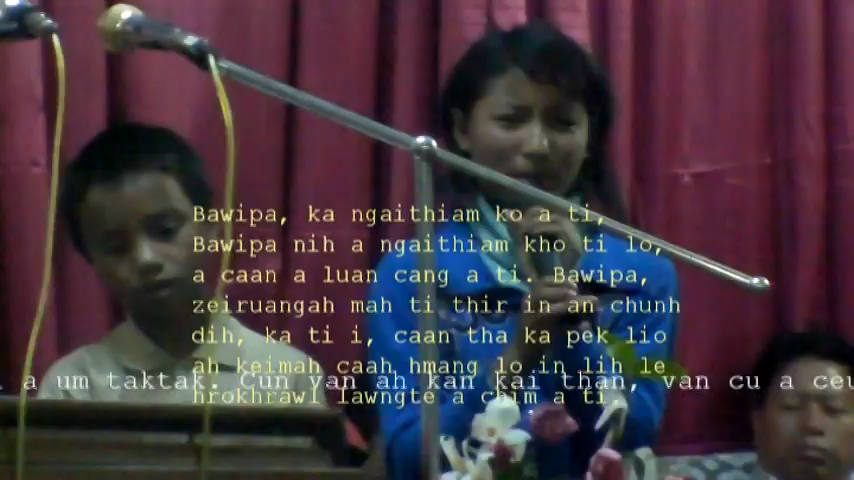 Bawipa, ka ngaithiam ko a ti,
Bawipa nih a ngaithiam kho ti lo,
a caan a luan cang a ti. Bawipa,
zeiruangah mah ti thir in an chunh
dih, ka ti i, caan tha ka pek lio
ah keimah caah hmang lo in lih le
a um taktak. Cun van ah kan kai than, van cu a ceu
hrokhrawl lawngte a chim a ti.